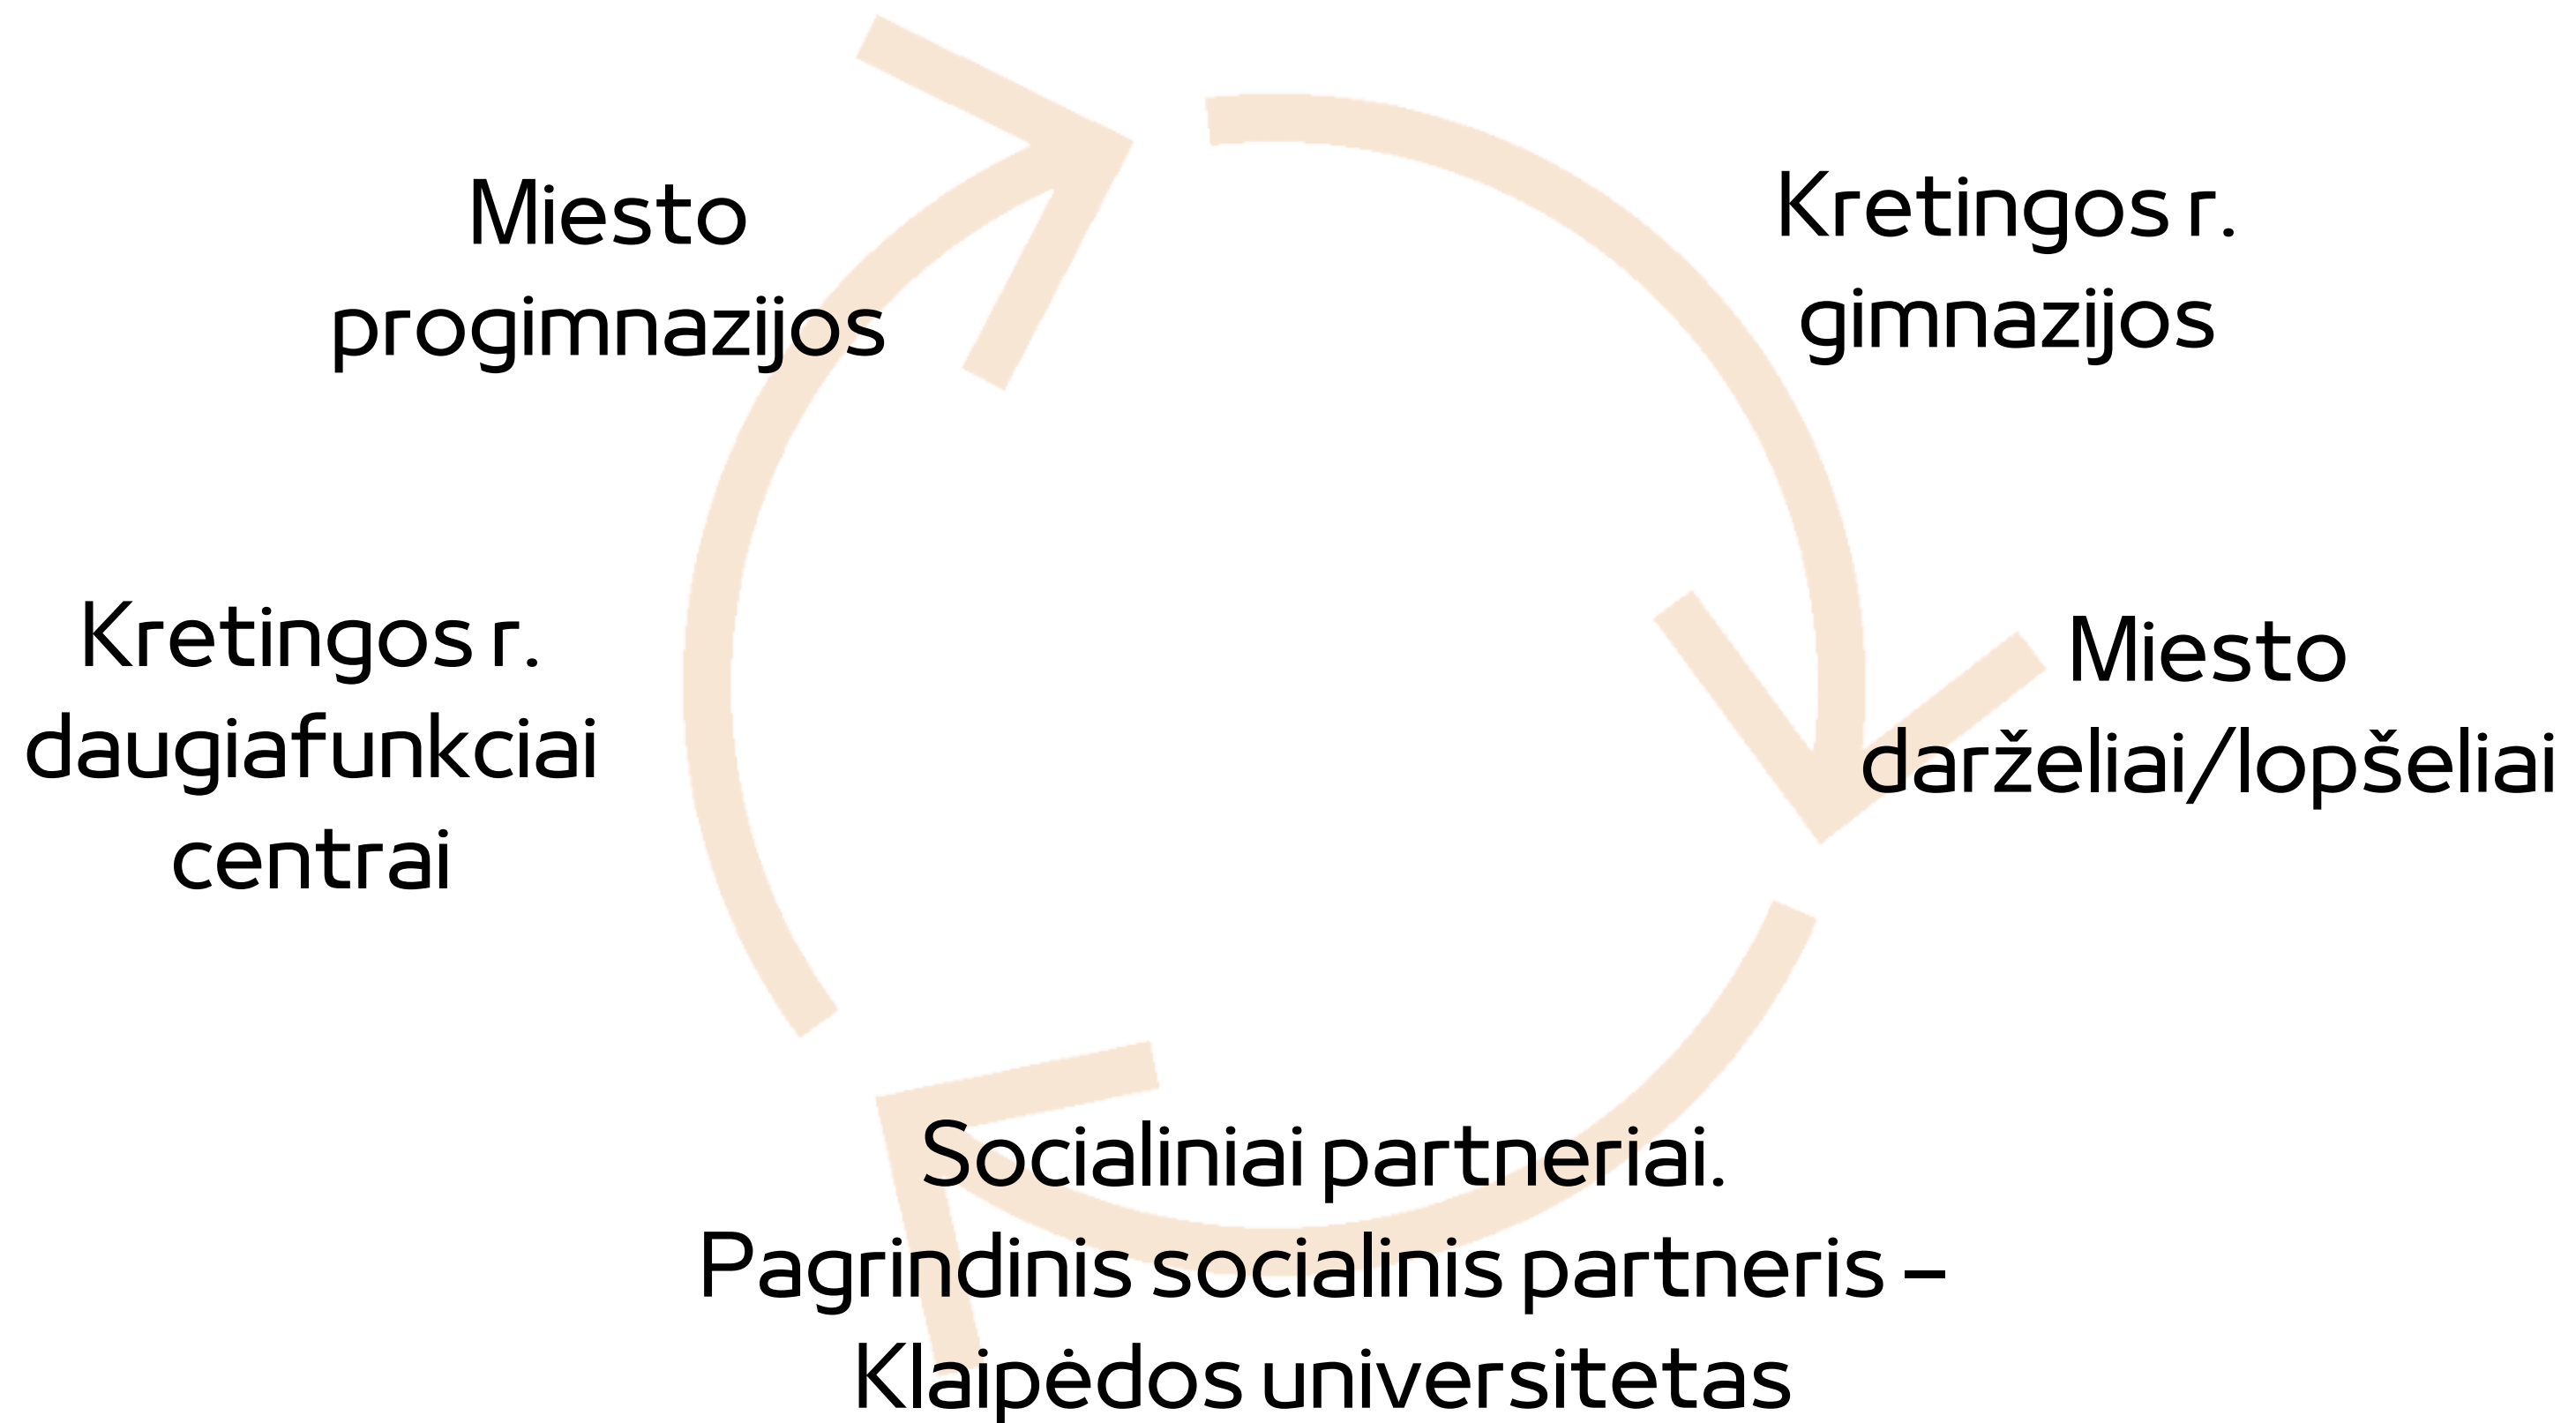 Miesto
progimnazijos
Kretingos r.
gimnazijos
Kretingos r.
daugiafunkciai
centrai
Miesto
darželiai/lopšeliai
Socialiniai partneriai.
Pagrindinis socialinis partneris –
Klaipėdos universitetas